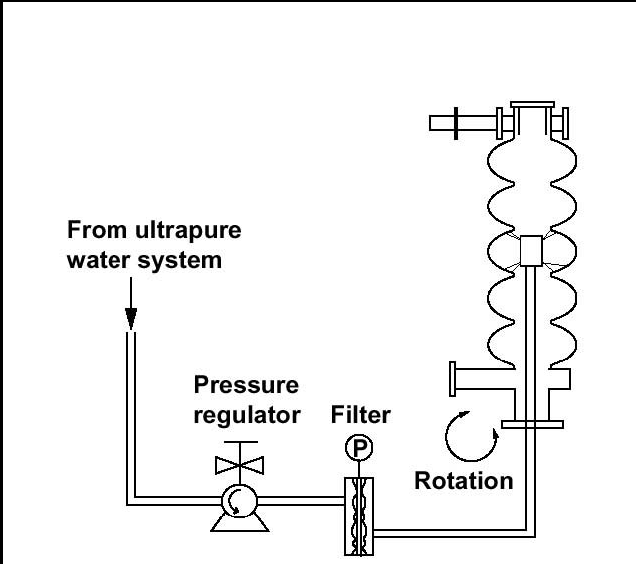 From ultrapure
water system
Pressure
regulator
Filter
P
Rotation